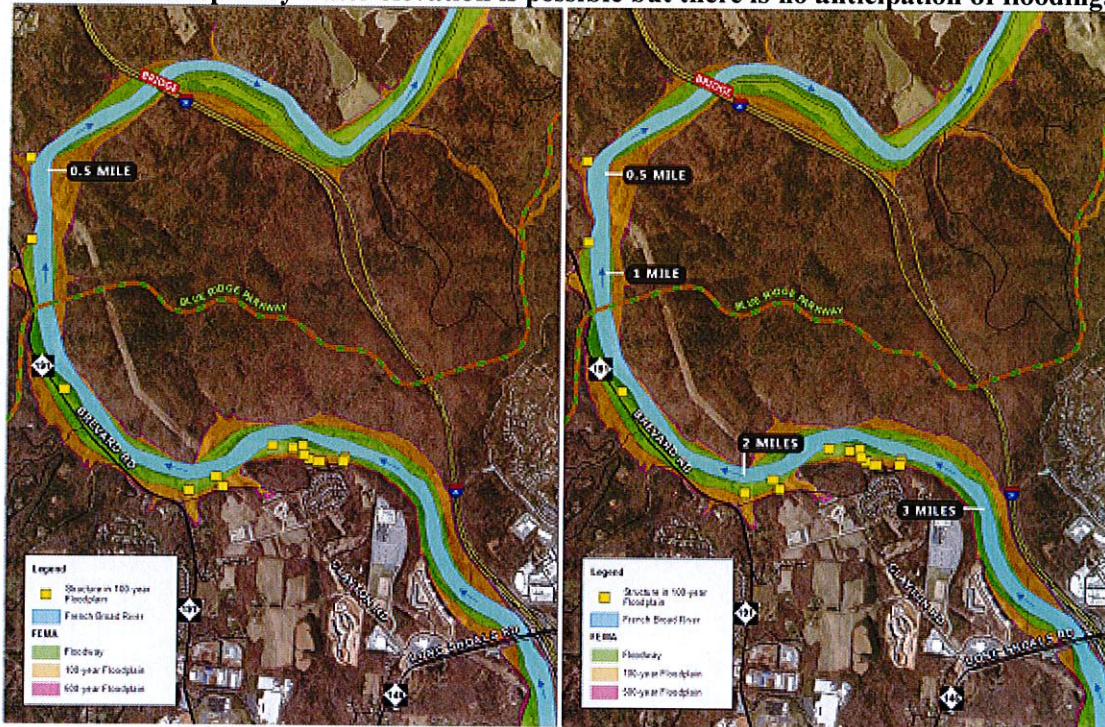 elevation is possible but there is no anticipation of flooding.
BRIDGE
0.5 MILE
BLUE RIDGE PARKWAY
191
BREVARD RD
CLAYTON RD
191
LONG SHOALS RD
146
Legend
Structure in 100-year
Floodplain
French Broad River
FEMA
Floodway
100-year Floodplain
500-year Floodplain
BRIDGE
0.5 MILE
1 MILE
BLUE RIDGE PARKWAY
191
BREVARD RD
2 MILES
3 MILES
CLAYTON RD
191
LONG SHOALS RD
146
Legend
Structure in 100-year
Floodplain
French Broad River
FEMA
Floodway
100-year Floodplain
500-year Floodplain